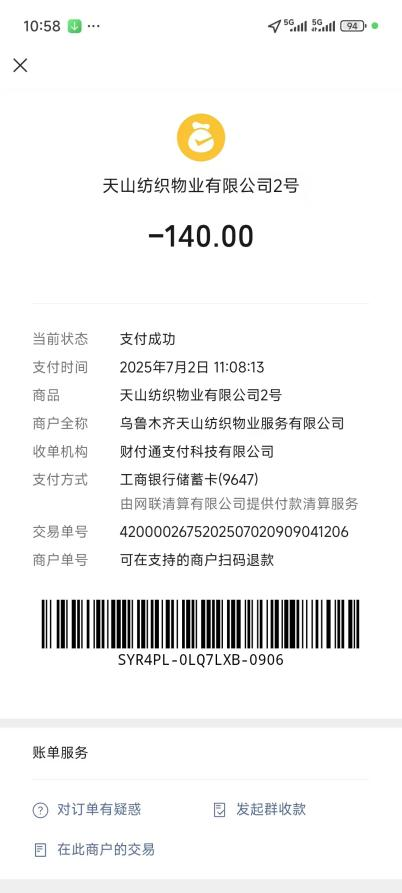 10:58
5G
5G
94
天山纺织物业有限公司2号
-140.00
当前状态 支付成功
支付时间 2025年7月2日 11:08:13
商品 天山纺织物业有限公司2号
商户全称 乌鲁木齐天山纺织物业服务有限公司
收单机构 财付通支付科技有限公司
支付方式 工商银行储蓄卡(9647)
由网联清算有限公司提供付款清算服务
交易单号 4200002675202507020909041206
商户单号 可在支持的商户扫码退款
SYR4PL-0LQ7LXB-0906
账单服务
对订单有疑惑 发起群收款
在此商户的交易